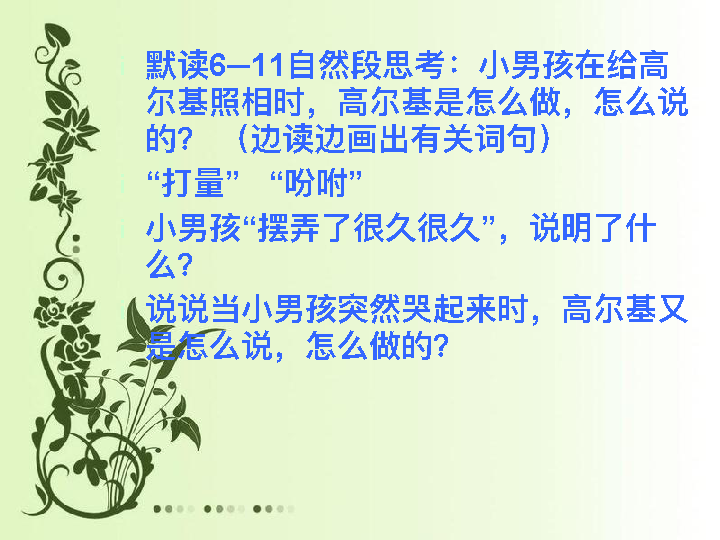 默读6—11自然段思考：小男孩在给高
尔基照相时，高尔基是怎么做，怎么说
的？（边读边画出有关词句）
“打量” “吩咐”
小男孩“摆弄了很久很久”，说明了什
么？
说说当小男孩突然哭起来时，高尔基又
是怎么说，怎么做的？